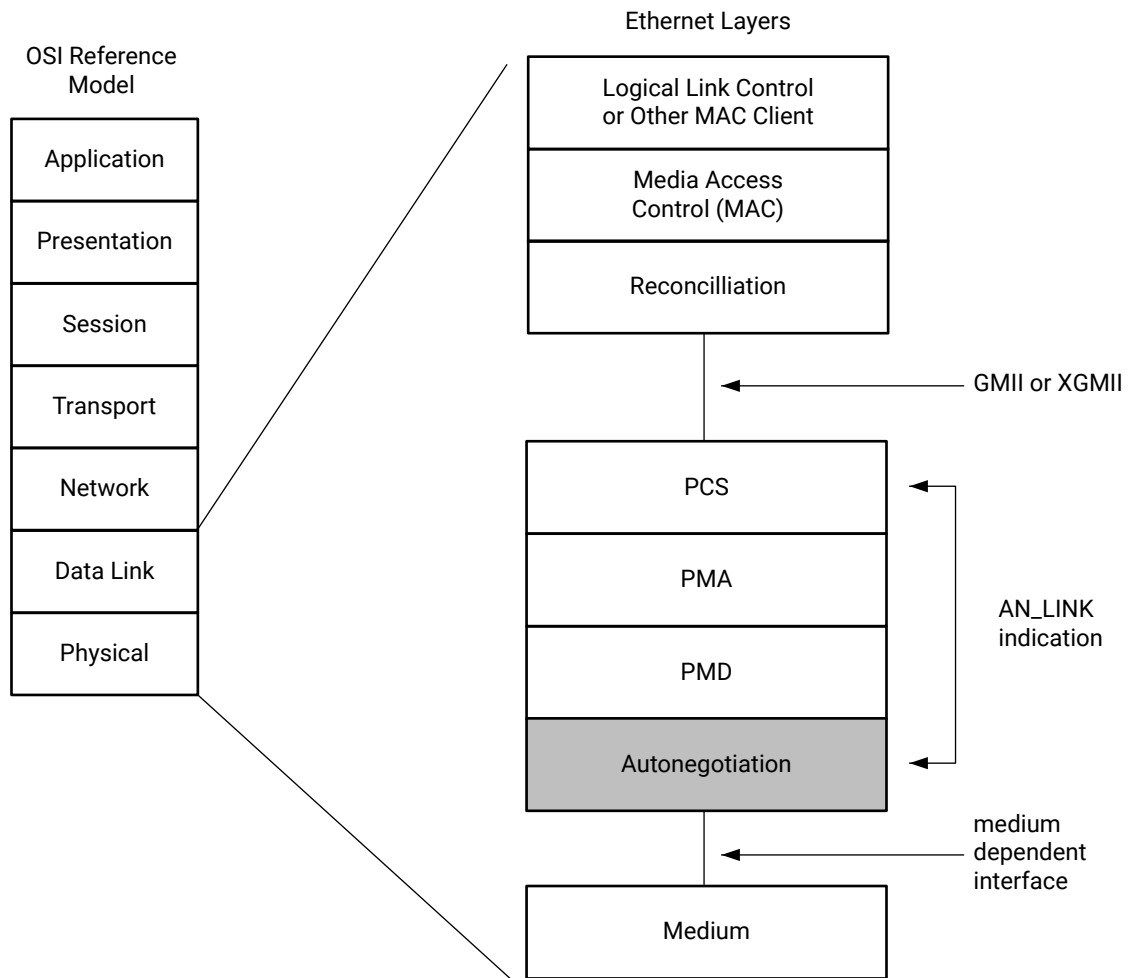 OSI Reference
Model
Application
Presentation
Session
Transport
Network
Data Link
Physical
Ethernet Layers
Logical Link Control
or Other MAC Client
Media Access
Control (MAC)
Reconcilliation
GMII or XGMII
PCS
PMA
PMD
Autonegotiation
AN_LINK
indication
medium
dependent
interface
Medium